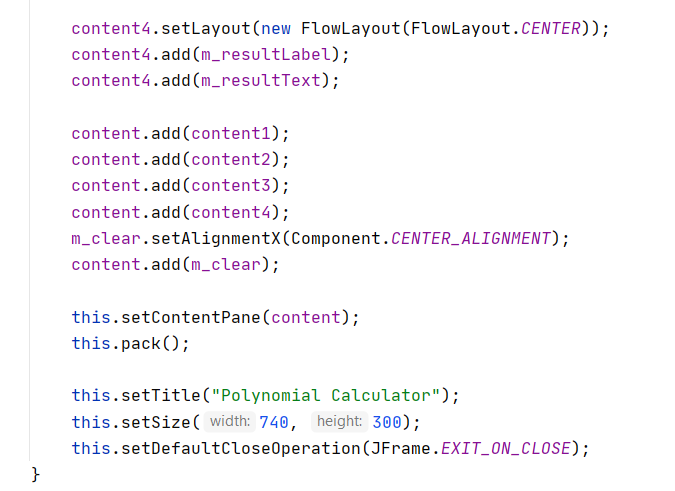 content4.setLayout(new FlowLayout(FlowLayout.CENTER));
content4.add(m_resultLabel);
content4.add(m_resultText);
content.add(content1);
content.add(content2);
content.add(content3);
content.add(content4);
m_clear.setAlignmentX(Component.CENTER_ALIGNMENT);
content.add(m_clear);
this.setContentPane(content);
this.pack();
this.setTitle("Polynomial Calculator");
this.setSize( width: 740, height: 300);
this.setDefaultCloseOperation(JFrame.EXIT_ON_CLOSE);
}